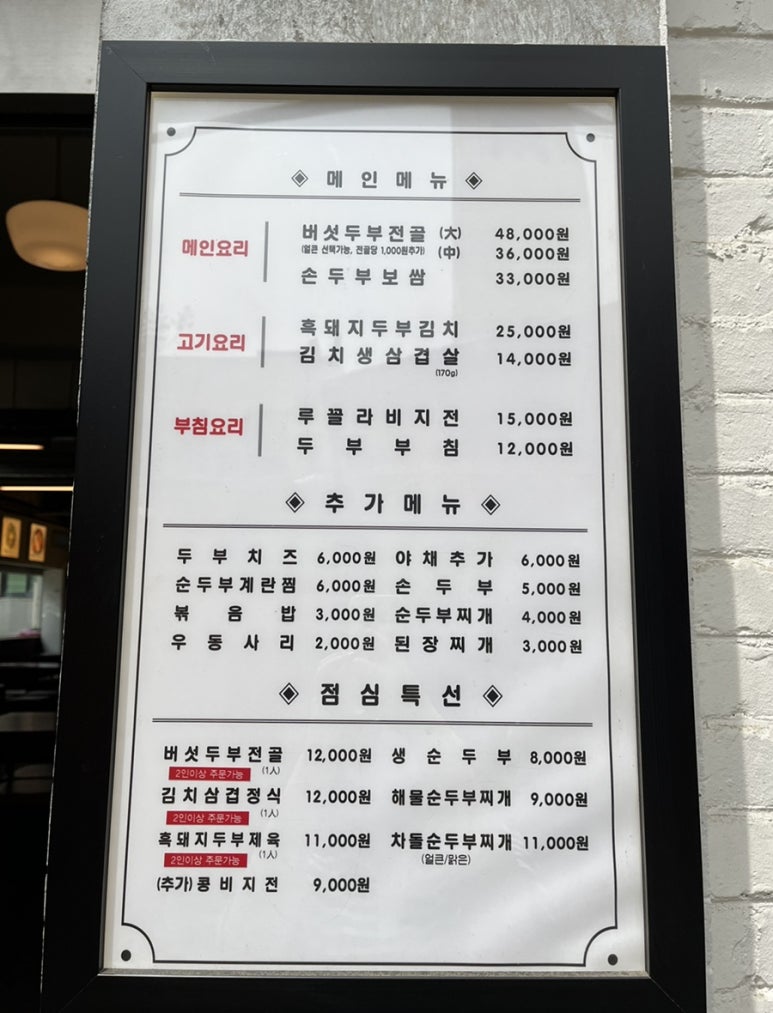 메인메뉴
메인요리
버섯두부전골 (大) 48,000원
(얼큰 선택가능, 전골당 1,000원추가) (中) 36,000원
손두부보쌈 33,000원
고기요리
흑돼지두부김치 25,000원
김치생삼겹살 14,000원
(170g)
부침요리
루꼴라비지전 15,000원
두부부침 12,000원
추가메뉴
두부치즈 6,000원 야채추가 6,000원
순두부계란찜 6,000원 손두부 5,000원
볶음밥 3,000원 순두부찌개 4,000원
우동사리 2,000원 된장찌개 3,000원
점심특선
버섯두부전골 12,000원 생순두부 8,000원
2인이상 주문가능 (1人)
김치삼겹정식 12,000원 해물순두부찌개 9,000원
2인이상 주문가능 (1人)
흑돼지두부제육 11,000원 차돌순두부찌개 11,000원
2인이상 주문가능 (1人) (얼큰/맑은)
(추가)콩비지전 9,000원